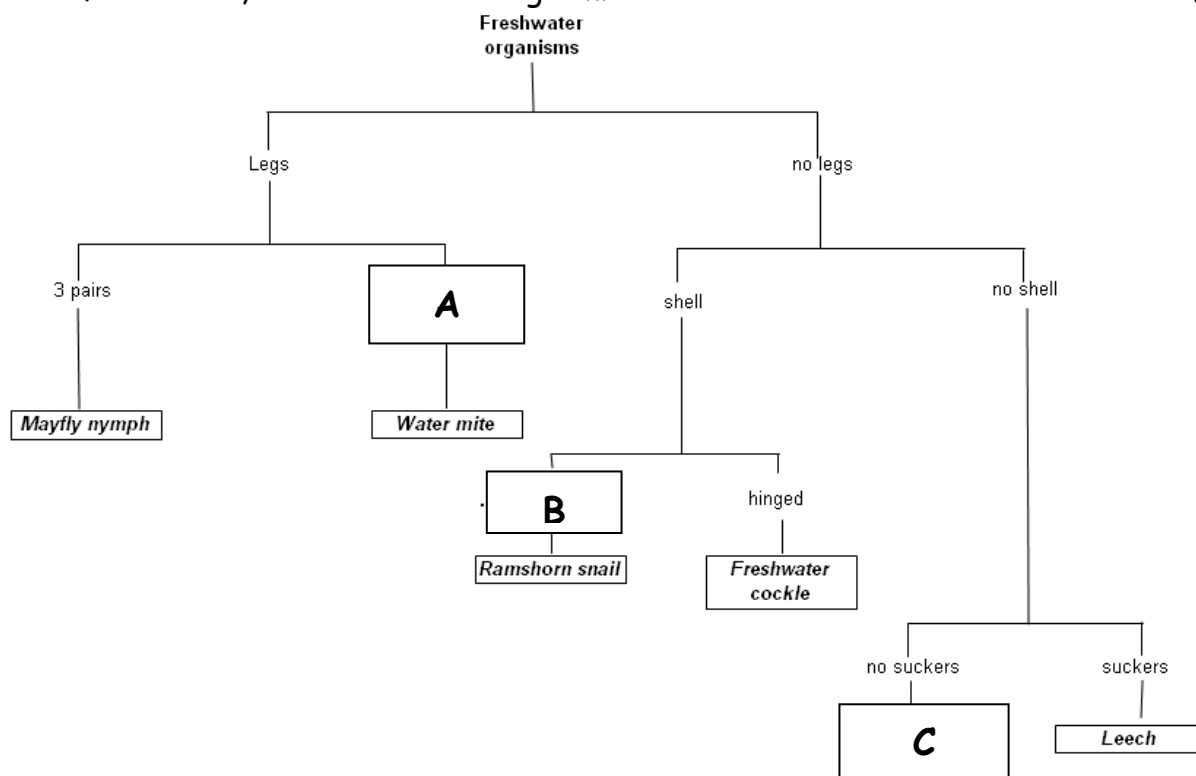 Freshwater
organisms
Legs
no legs
3 pairs
A
shell
no shell
Mayfly nymph
Water mite
B
hinged
Ramshorn snail
Freshwater
cockle
no suckers
suckers
C
Leech